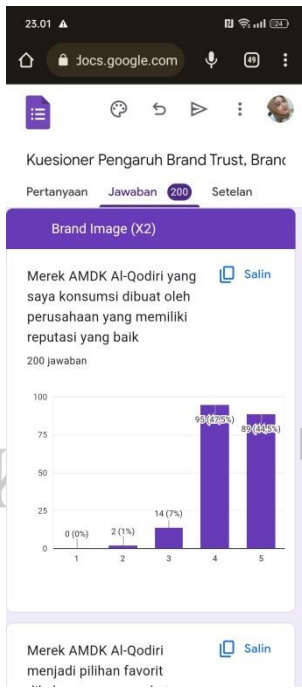 23.01
24
docs.google.com
49
Kuesioner Pengaruh Brand Trust, Branc
Pertanyaan Jawaban 200 Setelan
Brand Image (X2)
Merek AMDK Al-Qodiri yang
saya konsumsi dibuat oleh
perusahaan yang memiliki
reputasi yang baik
Salin
200 jawaban
100
75
50
25
0
0 (0%)
2 (1%)
14 (7%)
95 (47,5%)
89 (44,5%)
1 2 3 4 5
Merek AMDK Al-Qodiri
menjadi pilihan favorit
Salin